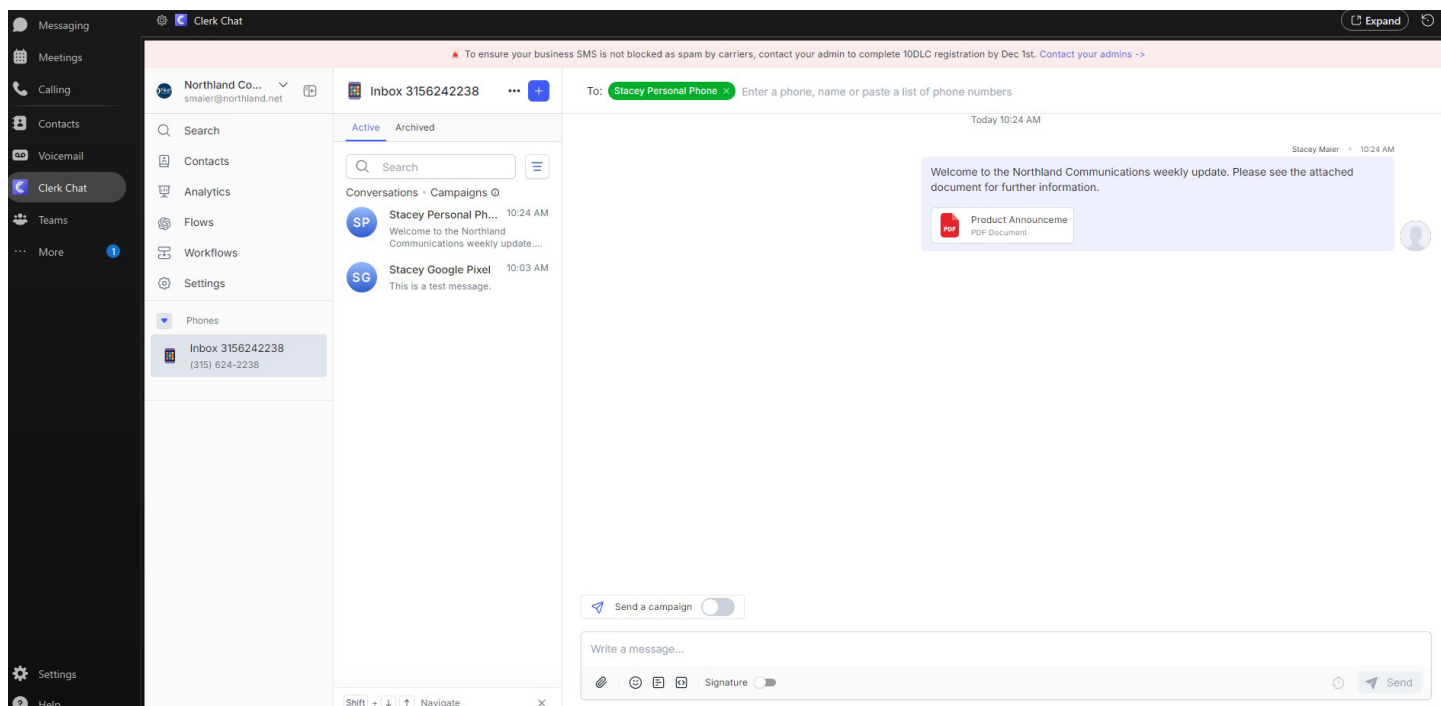 Messaging
Meetings
Calling
Contacts
Voicemail
Clerk Chat
Teams
More
1
Settings
Help
Clerk Chat
Expand
To ensure your business SMS is not blocked as spam by carriers, contact your admin to complete 10DLC registration by Dec 1st. Contact your admins ->
Northland Co...
smaier@northland.net
Search
Contacts
Analytics
Flows
Workflows
Settings
Phones
Inbox 3156242238
(315) 624-2238
Inbox 3156242238
Active Archived
Search
Conversations • Campaigns
SP
Stacey Personal Ph... 10:24 AM
Welcome to the Northland
Communications weekly update....
SG
Stacey Google Pixel 10:03 AM
This is a test message.
Shift + ↓ ↑ Navigate
To: Stacey Personal Phone × Enter a phone, name or paste a list of phone numbers
Today 10:24 AM
Stacey Maier • 10:24 AM
Welcome to the Northland Communications weekly update. Please see the attached
document for further information.
PDF
Product Announceme
PDF Document
Send a campaign
Write a message...
Signature
Send